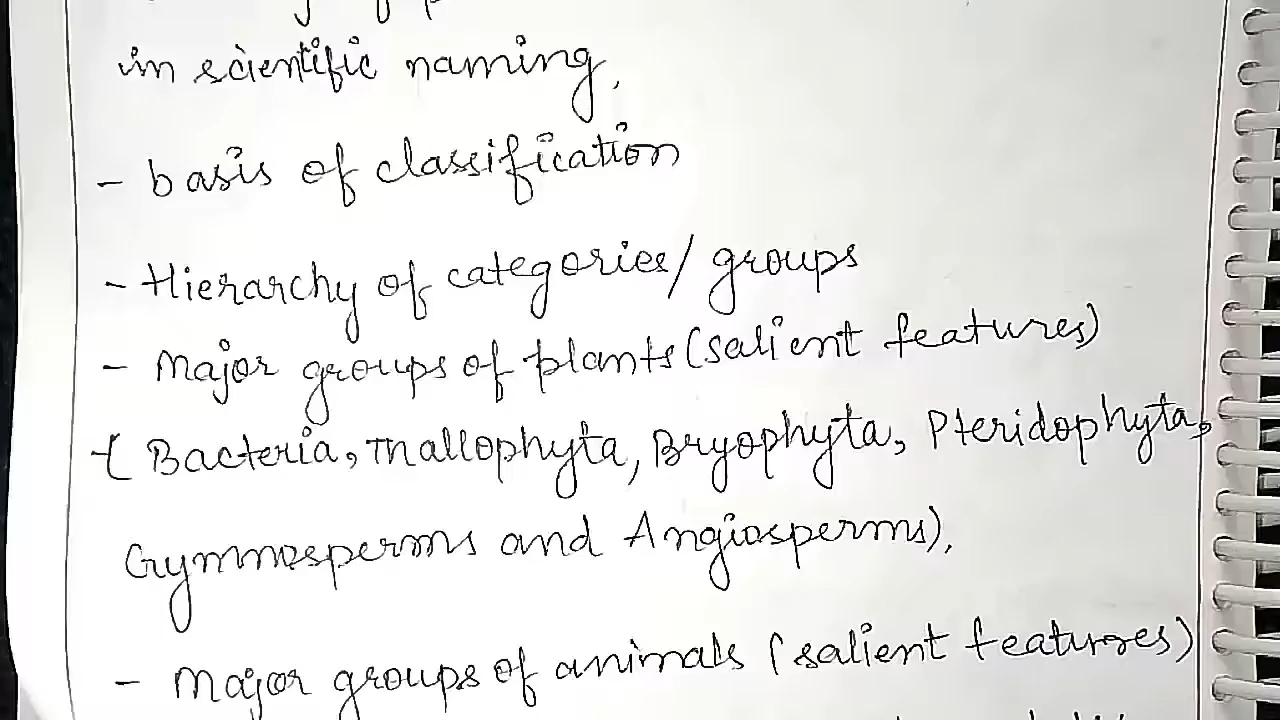 in scientific naming,
- basis of classification
- Hierarchy of categories/groups
- Major groups of plants (salient features)
( Bacteria, Thallophyta, Bryophyta, Pteridophyta,
Gymnosperms and Angiosperms),
- Major groups of animals (salient features)